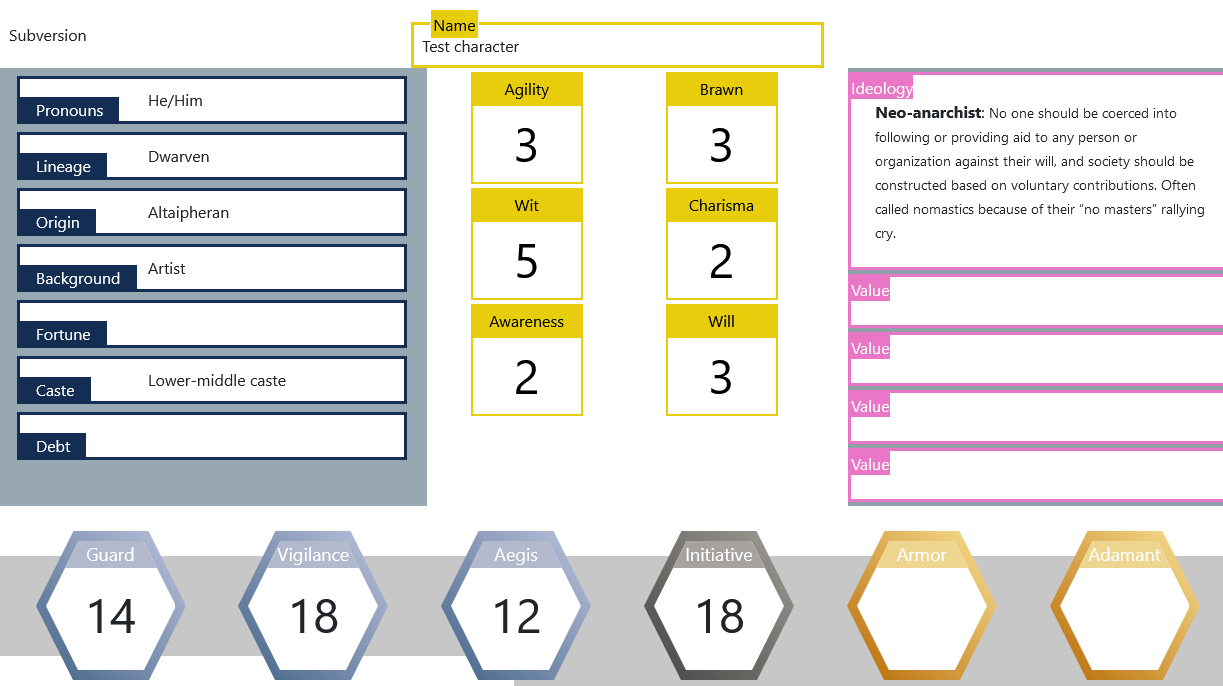 Subversion
Name
Test character
Pronouns
He/Him
Lineage
Dwarven
Origin
Altaipheran
Background
Artist
Fortune
Caste
Lower-middle caste
Debt
Agility
Brawn
3
3
Wit
Charisma
5
2
Awareness
Will
2
3
Ideology
Neo-anarchist: No one should be coerced into
following or providing aid to any person or
organization against their will, and society should be
constructed based on voluntary contributions. Often
called nomastics because of their “no masters” rallying
cry.
Value
Value
Value
Value
Guard
Vigilance
Aegis
Initiative
Armor
Adamant
14
18
12
18